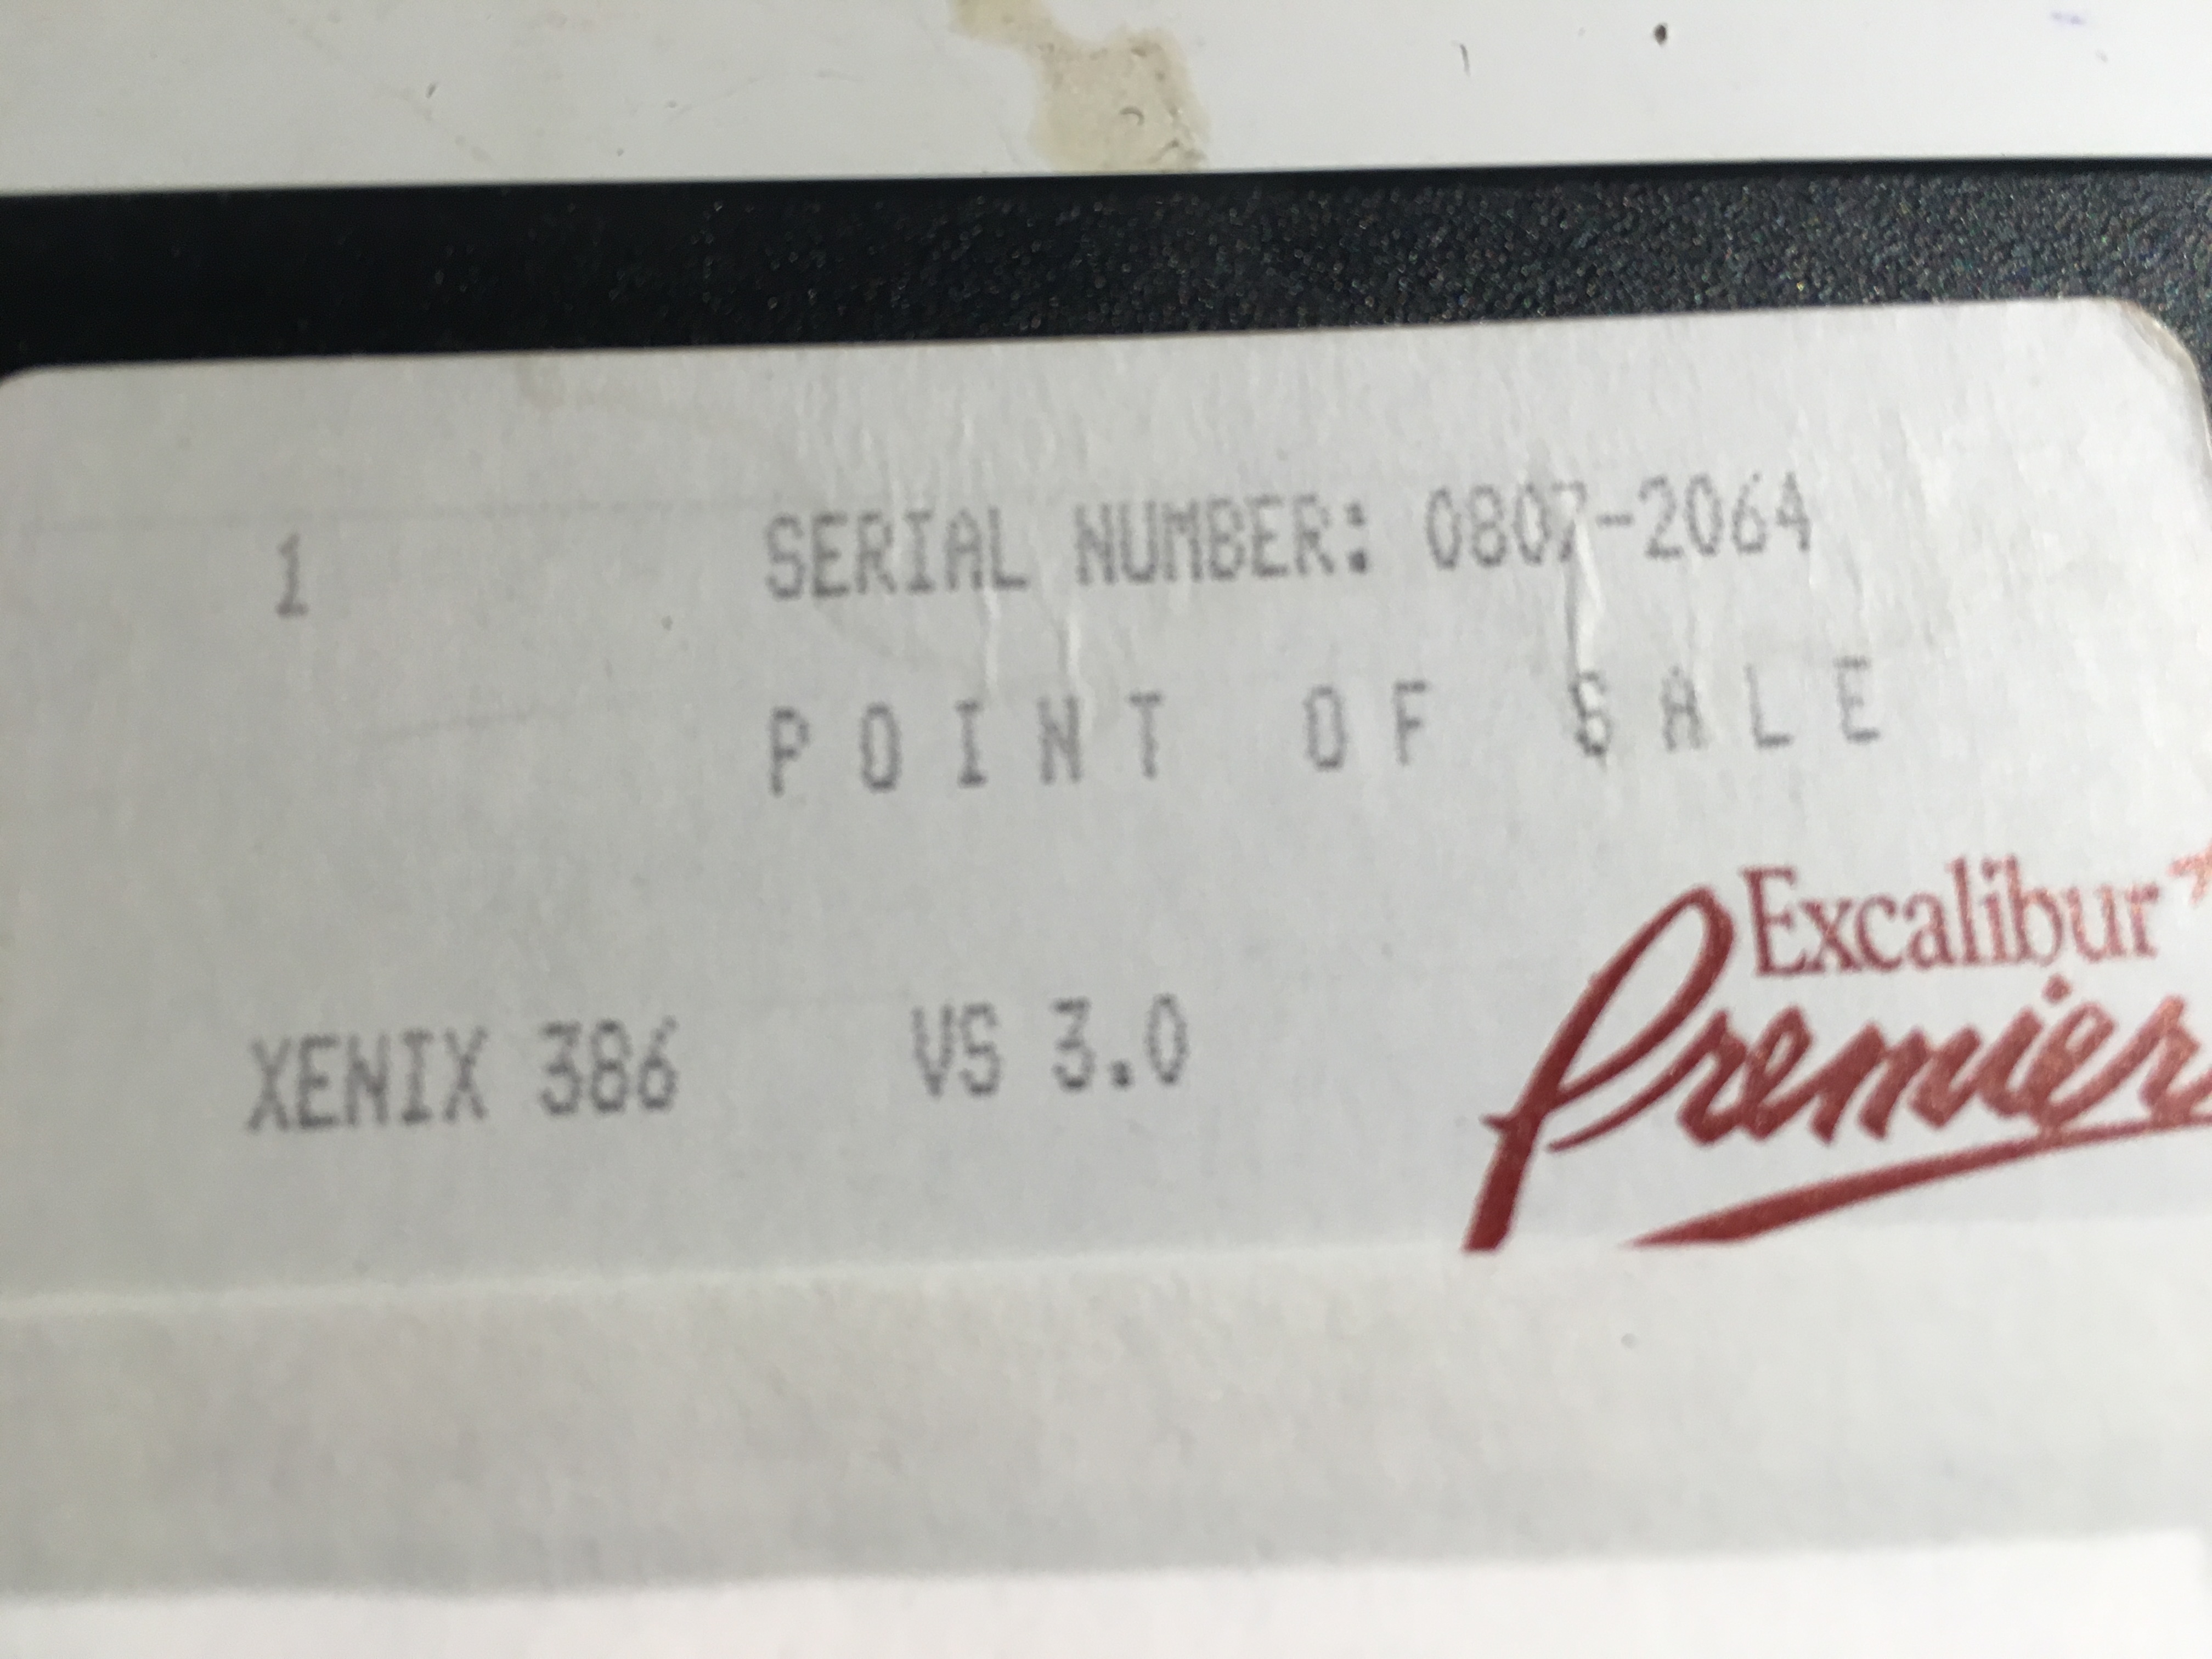 1 SERIAL NUMBER: 0807-2064
POINT OF SALE
Excalibur
XENIX 386 VS 3.0
Premier